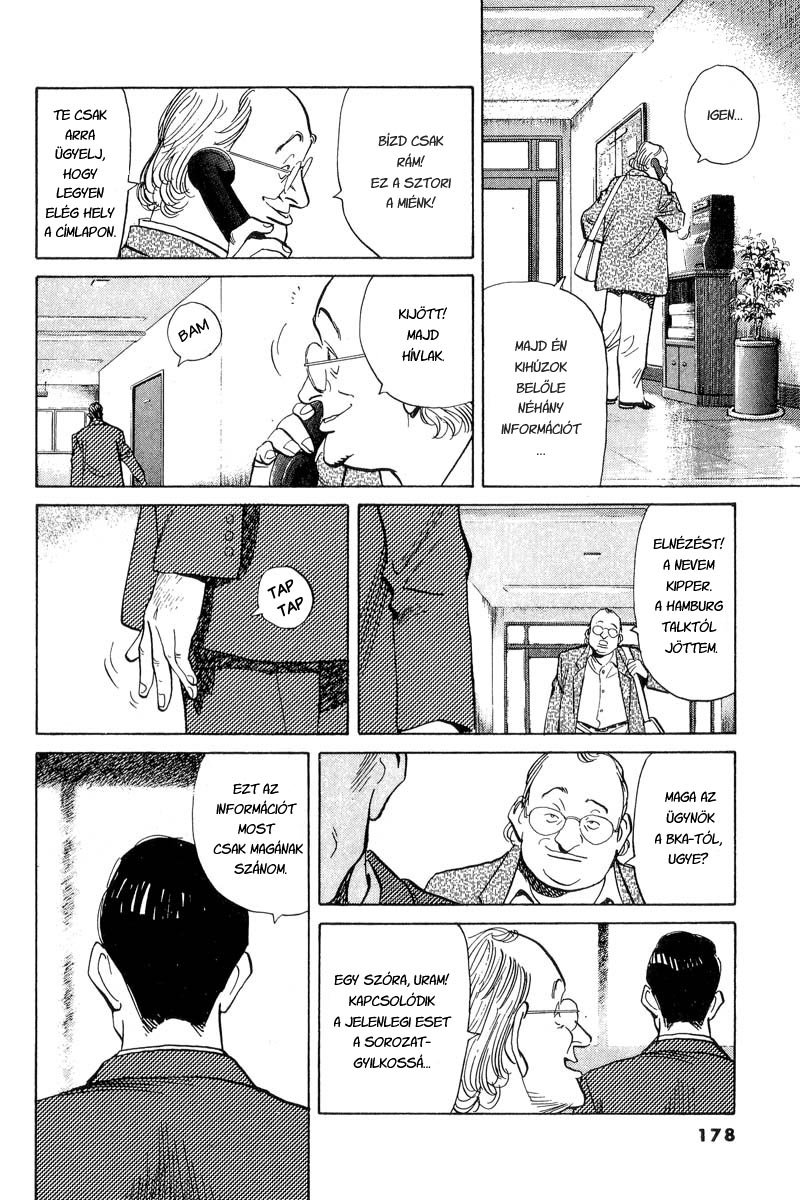 IGEN...
MAJD ÉN
KIHÚZOK
BELŐLE
NÉHÁNY
INFORMÁCIÓT
...
BÍZD CSAK
RÁM!
EZ A SZTORI
A MIÉNK!
TE CSAK
ARRA
ÜGYELJ,
HOGY
LEGYEN
ELÉG HELY
A CÍMLAPON.
KIJÖTT!
MAJD
HÍVLAK.
BAM
ELNÉZÉST!
A NEVEM
KIPPER.
A HAMBURG
TALKTÓL
JÖTTEM.
TAP
TAP
MAGA AZ
ÜGYNÖK
A BKA-TÓL,
UGYE?
EZT AZ
INFORMÁCIÓT
MOST
CSAK MAGÁNAK
SZÁNOM.
EGY SZÓRA, URAM!
KAPCSOLÓDIK
A JELENLEGI ESET
A SOROZAT-
GYILKOSSÁ...
178